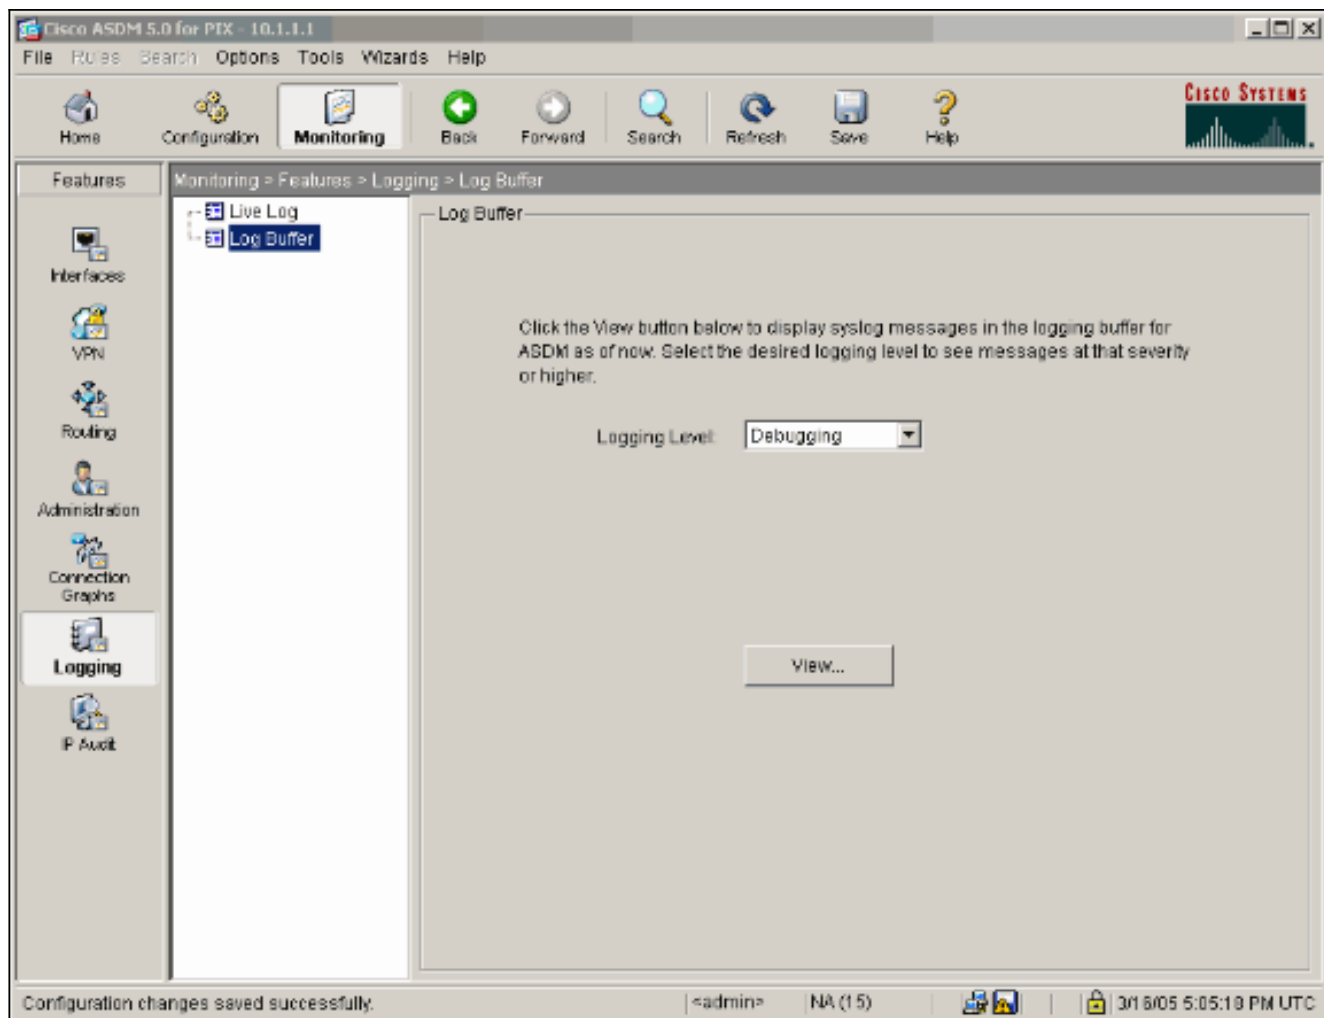 Cisco ASDM 5.0 for PIX - 10.1.1.1
File Rules Search Options Tools Wizards Help
Home Configuration Monitoring Back Forward Search Refresh Save Help
CISCO SYSTEMS
Features
Monitoring > Features > Logging > Log Buffer
Live Log
Log Buffer
Interfaces
VPN
Routing
Administration
Connection
Graphs
Logging
IP Audit
Log Buffer
Click the View button below to display syslog messages in the logging buffer for
ASDM as of now. Select the desired logging level to see messages at that severity
or higher.
Logging Level: Debugging
View...
Configuration changes saved successfully. <admin> NA (15) 3/16/05 5:05:18 PM UTC